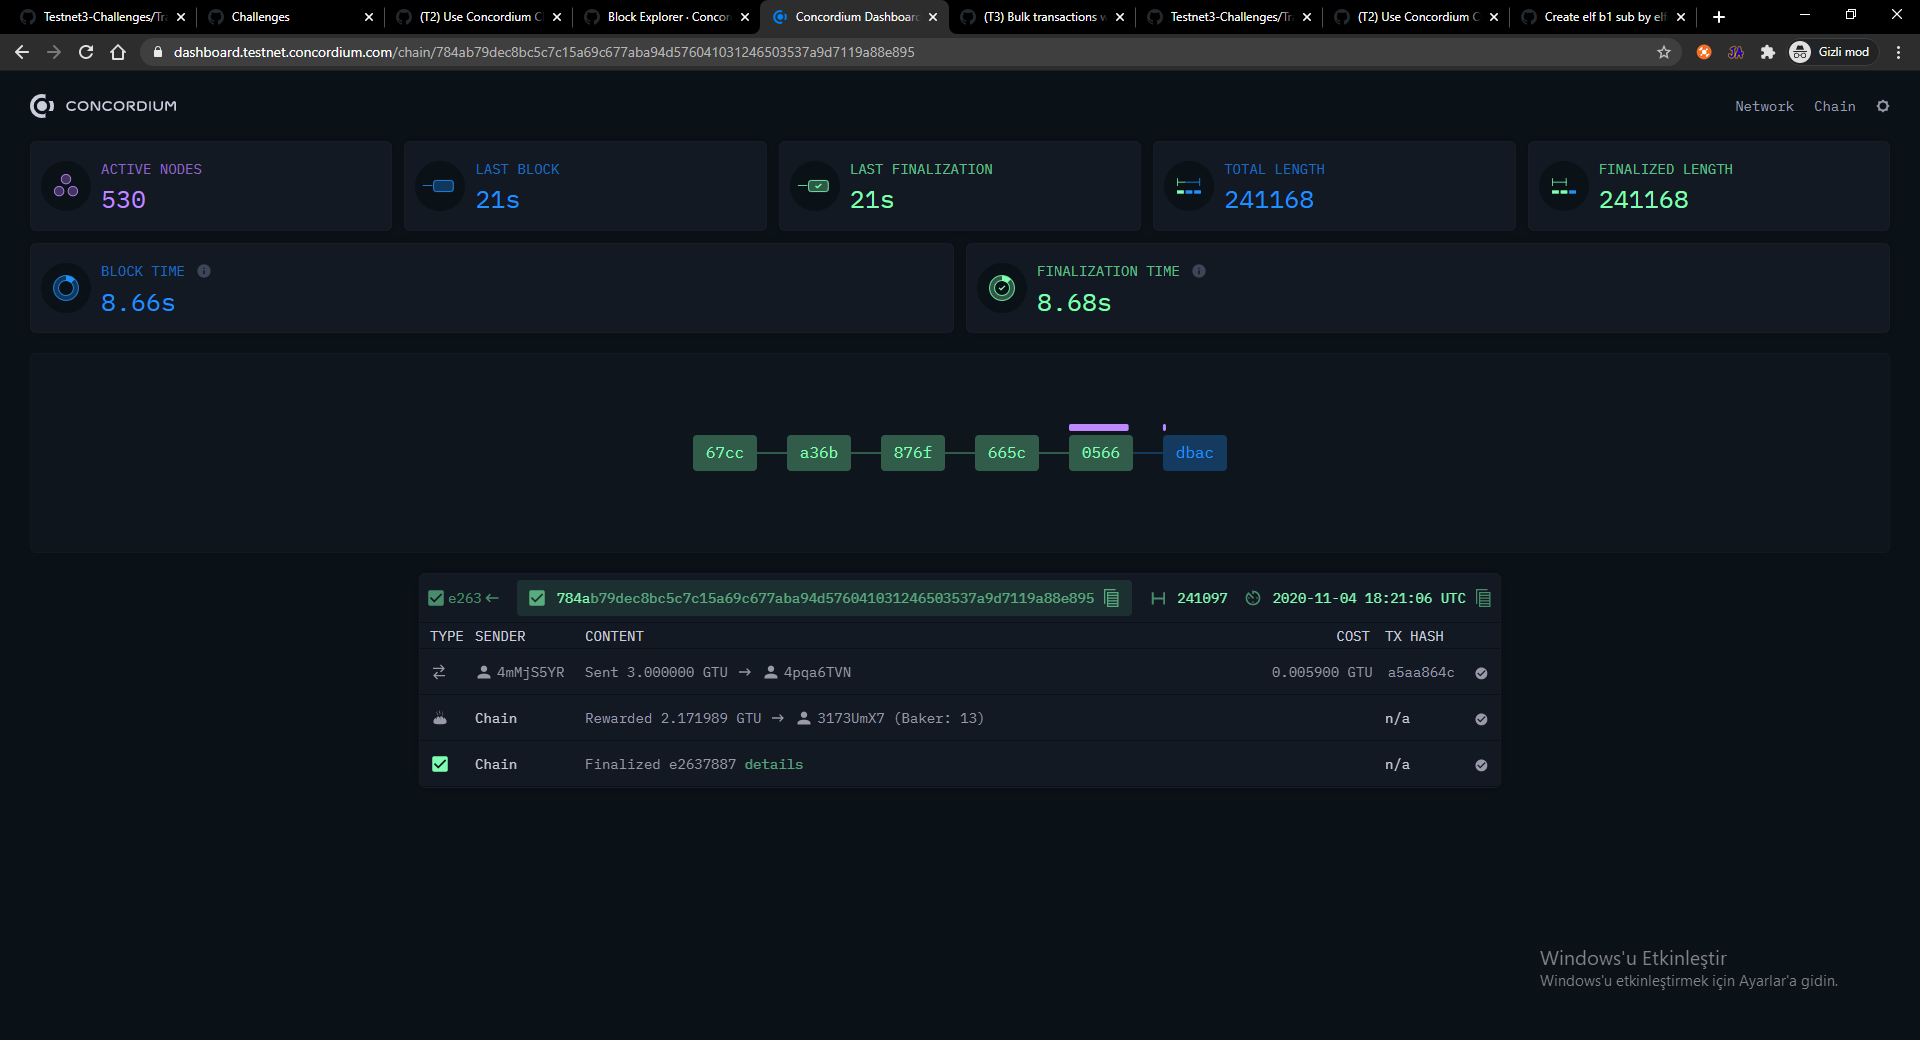 Testnet3-Challenges/Tra
Challenges
(T2) Use Concordium C
Block Explorer · Concor
Concordium Dashboard
(T3) Bulk transactions w
Testnet3-Challenges/Tr
(T2) Use Concordium C
Create elf b1 sub by elf
dashboard.testnet.concordium.com/chain/784ab79dec8bc5c7c15a69c677aba94d576041031246503537a9d7119a88e895
Gizli mod
CONCORDIUM
Network Chain
ACTIVE NODES
530
LAST BLOCK
21s
LAST FINALIZATION
21s
TOTAL LENGTH
241168
FINALIZED LENGTH
241168
BLOCK TIME
8.66s
FINALIZATION TIME
8.68s
67cc a36b 876f 665c 0566 dbac
e263 784ab79dec8bc5c7c15a69c677aba94d576041031246503537a9d7119a88e895 241097 2020-11-04 18:21:06 UTC
TYPE SENDER CONTENT COST TX HASH
4mMjS5YR Sent 3.000000 GTU → 4pqa6TVN 0.005900 GTU a5aa864c
Chain Rewarded 2.171989 GTU → 3173UmX7 (Baker: 13) n/a
Chain Finalized e2637887 details n/a
Windows'u Etkinleştir
Windows'u etkinleştirmek için Ayarlar'a gidin.